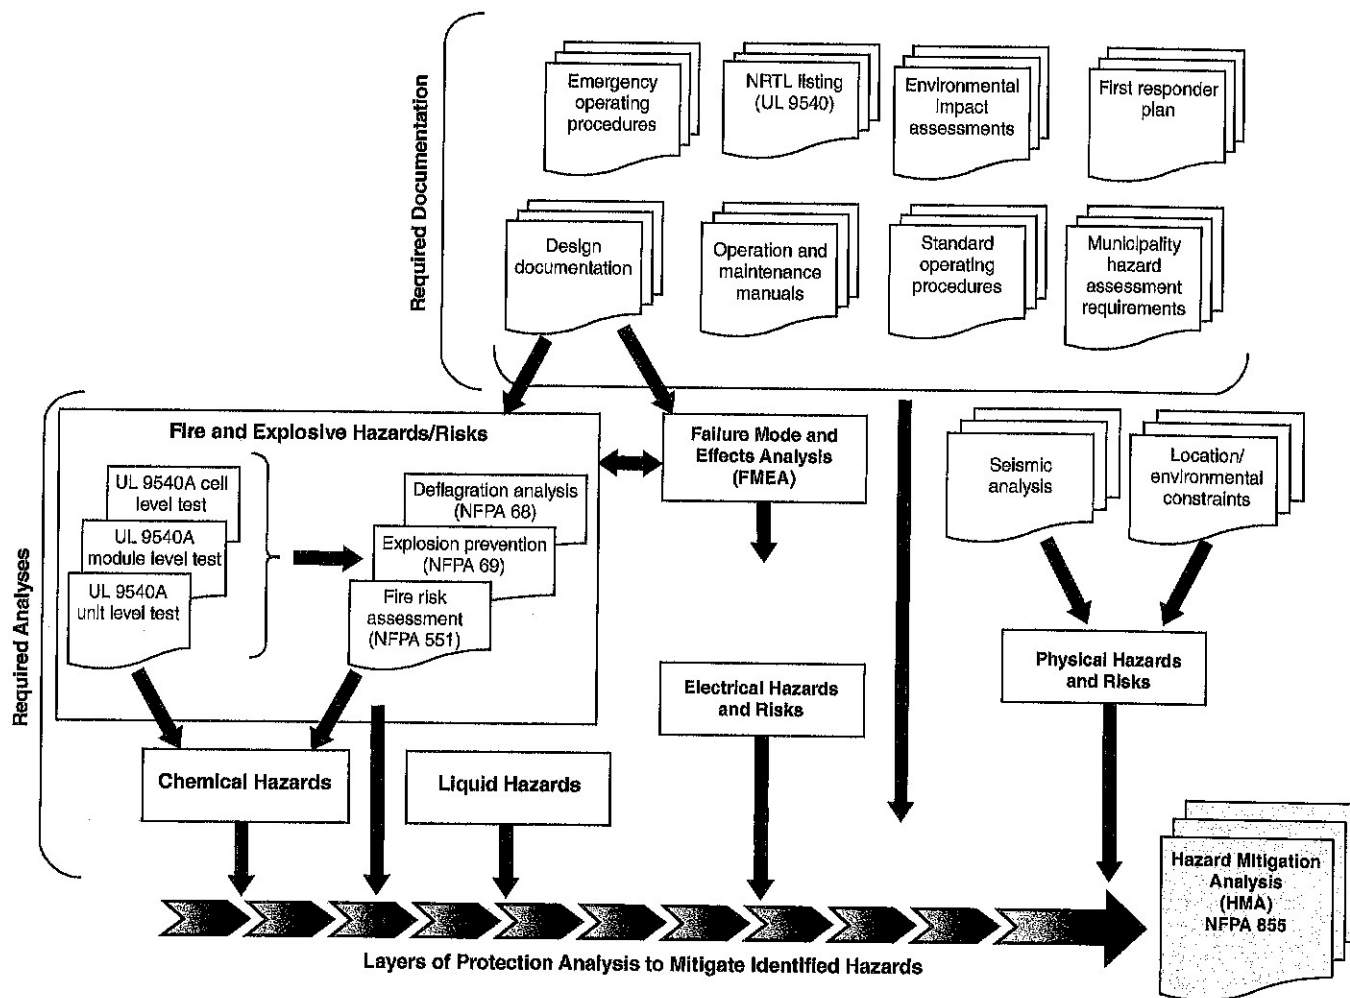 Required Documentation
Emergency
operating
procedures
NRTL listing
(UL 9540)
Environmental
impact
assessments
First responder
plan
Design
documentation
Operation and
maintenance
manuals
Standard
operating
procedures
Municipality
hazard
assessment
requirements
Required Analyses
Fire and Explosive Hazards/Risks
UL 9540A cell
level test
UL 9540A
module level test
UL 9540A
unit level test
Deflagration analysis
(NFPA 68)
Explosion prevention
(NFPA 69)
Fire risk
assessment
(NFPA 551)
Failure Mode and
Effects Analysis
(FMEA)
Seismic
analysis
Location/
environmental
constraints
Electrical Hazards
and Risks
Physical Hazards
and Risks
Chemical Hazards
Liquid Hazards
Hazard Mitigation
Analysis
(HMA)
NFPA 855
Layers of Protection Analysis to Mitigate Identified Hazards